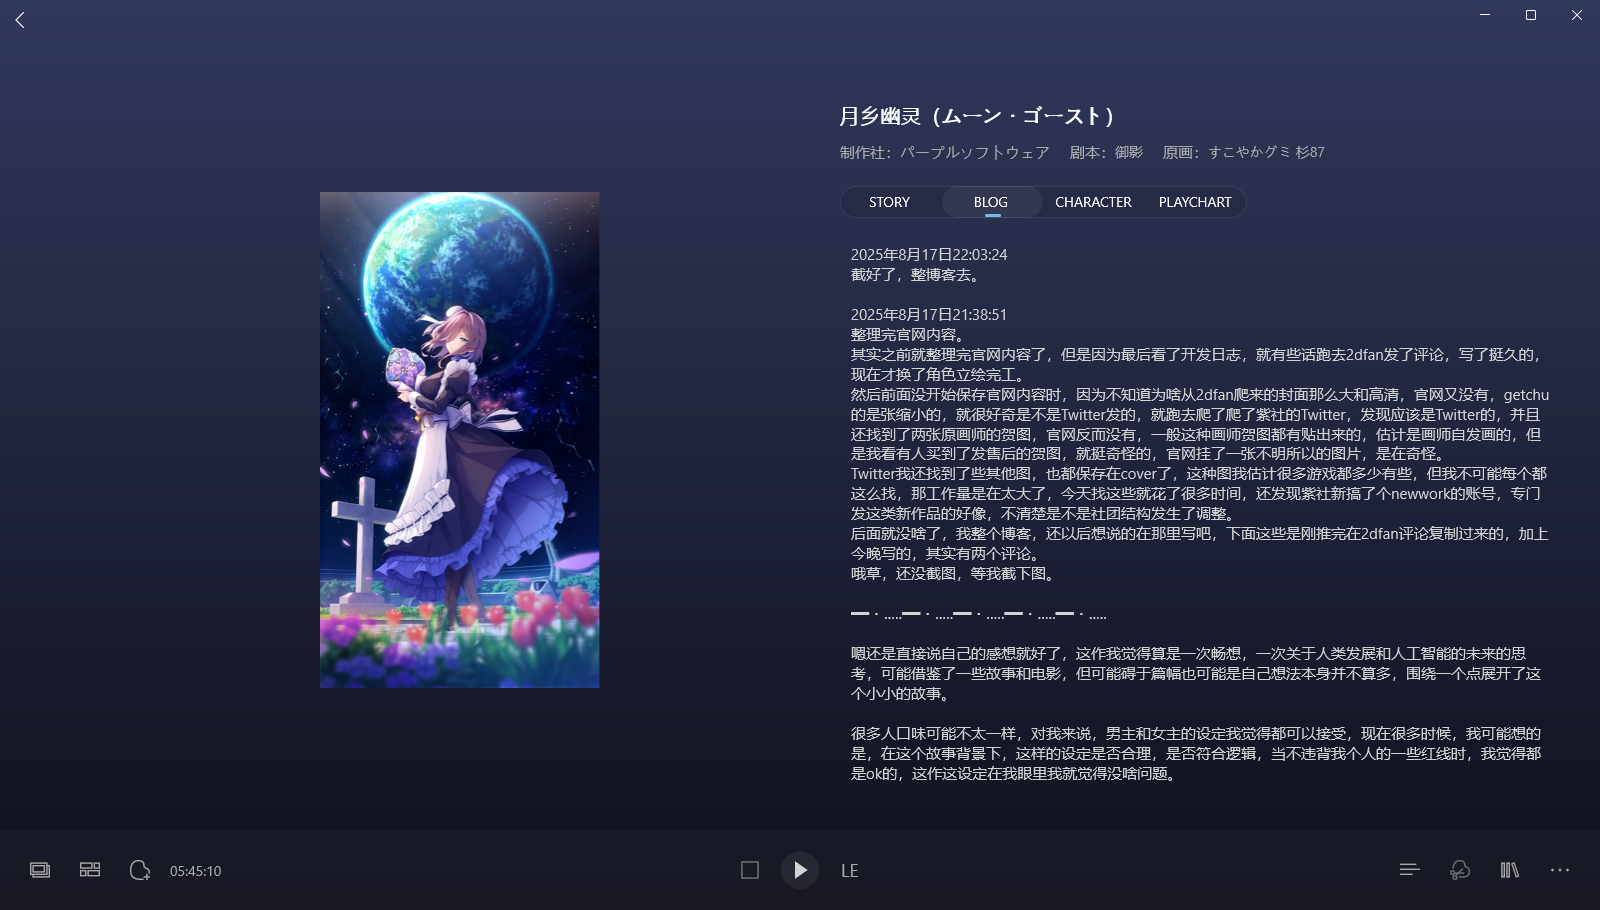 月乡幽灵（ムーン・ゴースト）
制作社：パープルソフトウェア 剧本：御影 原画：すこやかグミ 杉87
STORY BLOG CHARACTER PLAYCHART
2025年8月17日22:03:24
截好了，整博客去。
2025年8月17日21:38:51
整理完官网内容。
其实之前就整理完官网内容了，但是因为最后看了开发日志，就有些话跑去2dfan发了评论，写了挺久的，
现在才换了角色立绘完工。
然后前面没开始保存官网内容时，因为不知道为啥从2dfan爬来的封面那么大和高清，官网又没有，getchu
的是张缩小的，就很好奇是不是Twitter发的，就跑去爬了爬了紫社的Twitter，发现应该是Twitter的，并且
还找到了两张原画师的贺图，官网反而没有，一般这种画师贺图都有贴出来的，估计是画师自发画的，但
是我看有人买到了发售后的贺图，就挺奇怪的，官网挂了一张不明所以的图片，是在奇怪。
Twitter我还找到了些其他图，也都保存在cover了，这种图我估计很多游戏都多少有些，但我不可能每个都
这么找，那工作量是在太大了，今天找这些就花了很多时间，还发现紫社新搞了个newwork的账号，专门
发这类新作品的好像，不清楚是不是社团结构发生了调整。
后面就没啥了，我整个博客，还以后想说的在那里写吧，下面这些是刚推完在2dfan评论复制过来的，加上
今晚写的，其实有两个评论。
哦草，还没截图，等我截下图。
━━・.....━━・.....━━・.....━━・.....━━・.....
嗯还是直接说自己的感想就好了，这作我觉得算是一次畅想，一次关于人类发展和人工智能的未来的思
考，可能借鉴了一些故事和电影，但可能碍于篇幅也可能是自己想法本身并不算多，围绕一个点展开了这
个小小的故事。
很多人口味可能不太一样，对我来说，男主和女主的设定我觉得都可以接受，现在很多时候，我可能想的
是，在这个故事背景下，这样的设定是否合理，是否符合逻辑，当不违背我个人的一些红线时，我觉得都
是ok的，这作这设定在我眼里我就觉得没啥问题。
05:45:10 LE